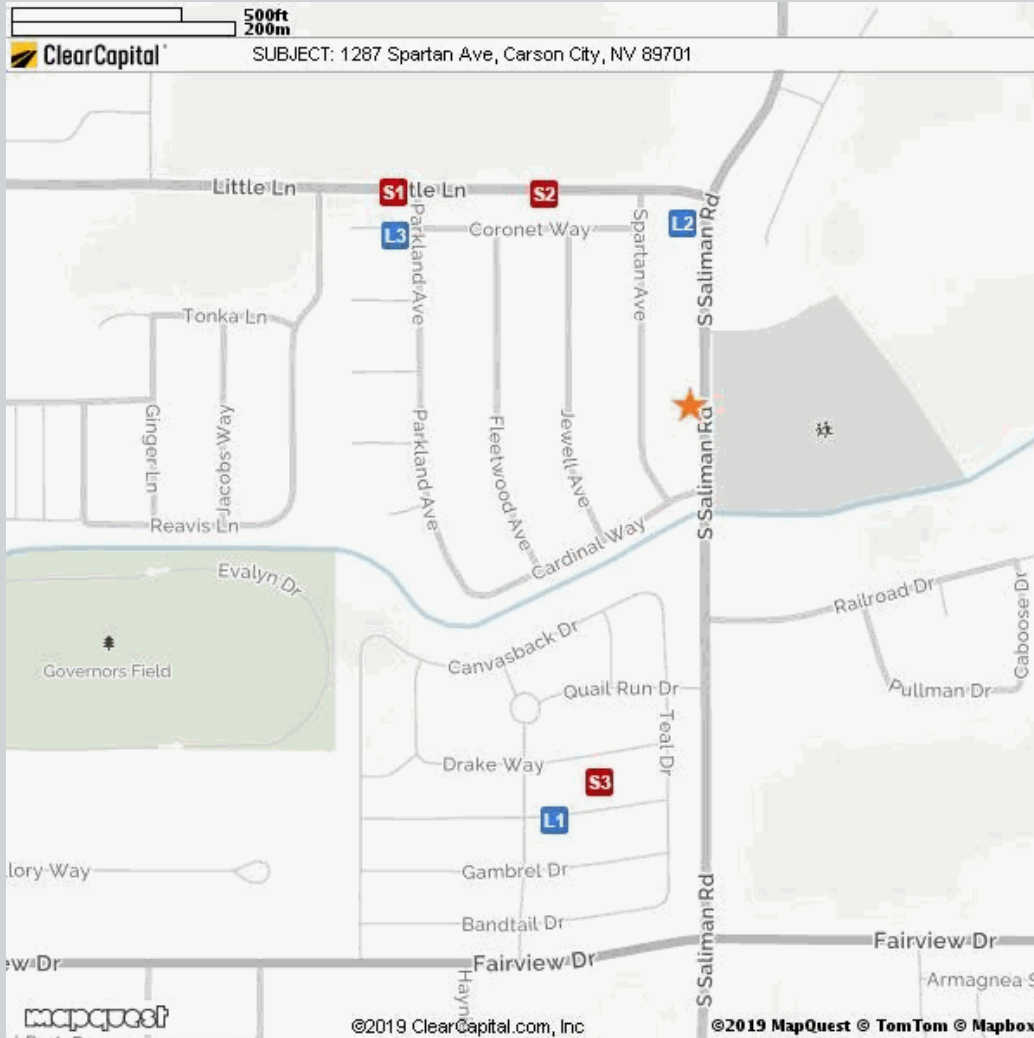 500ft
200m
ClearCapital
SUBJECT: 1287 Spartan Ave, Carson City, NV 89701
Little Ln
S1
tle Ln
S2
L2
L3
Coronet Way
Parkland Ave
Spartan Ave
S Saliman Rd
Tonka Ln
Ginger Ln
Jacobs Way
Parkland Ave
Fleetwood Ave
Jewell Ave
S Saliman Rd
Reavis Ln
Cardinal Way
Evalyn Dr
Governors Field
Railroad Dr
Caboose Dr
Pullman Dr
Canvasback Dr
Quail Run Dr
Teal Dr
Drake Way
S3
L1
Gambrel Dr
llory Way
Bandtail Dr
S Saliman Rd
Fairview Dr
ew Dr
Fairview Dr
Hayni
Armagnea S
mapquest
©2019 ClearCapital.com, Inc
©2019 MapQuest © TomTom © Mapbox